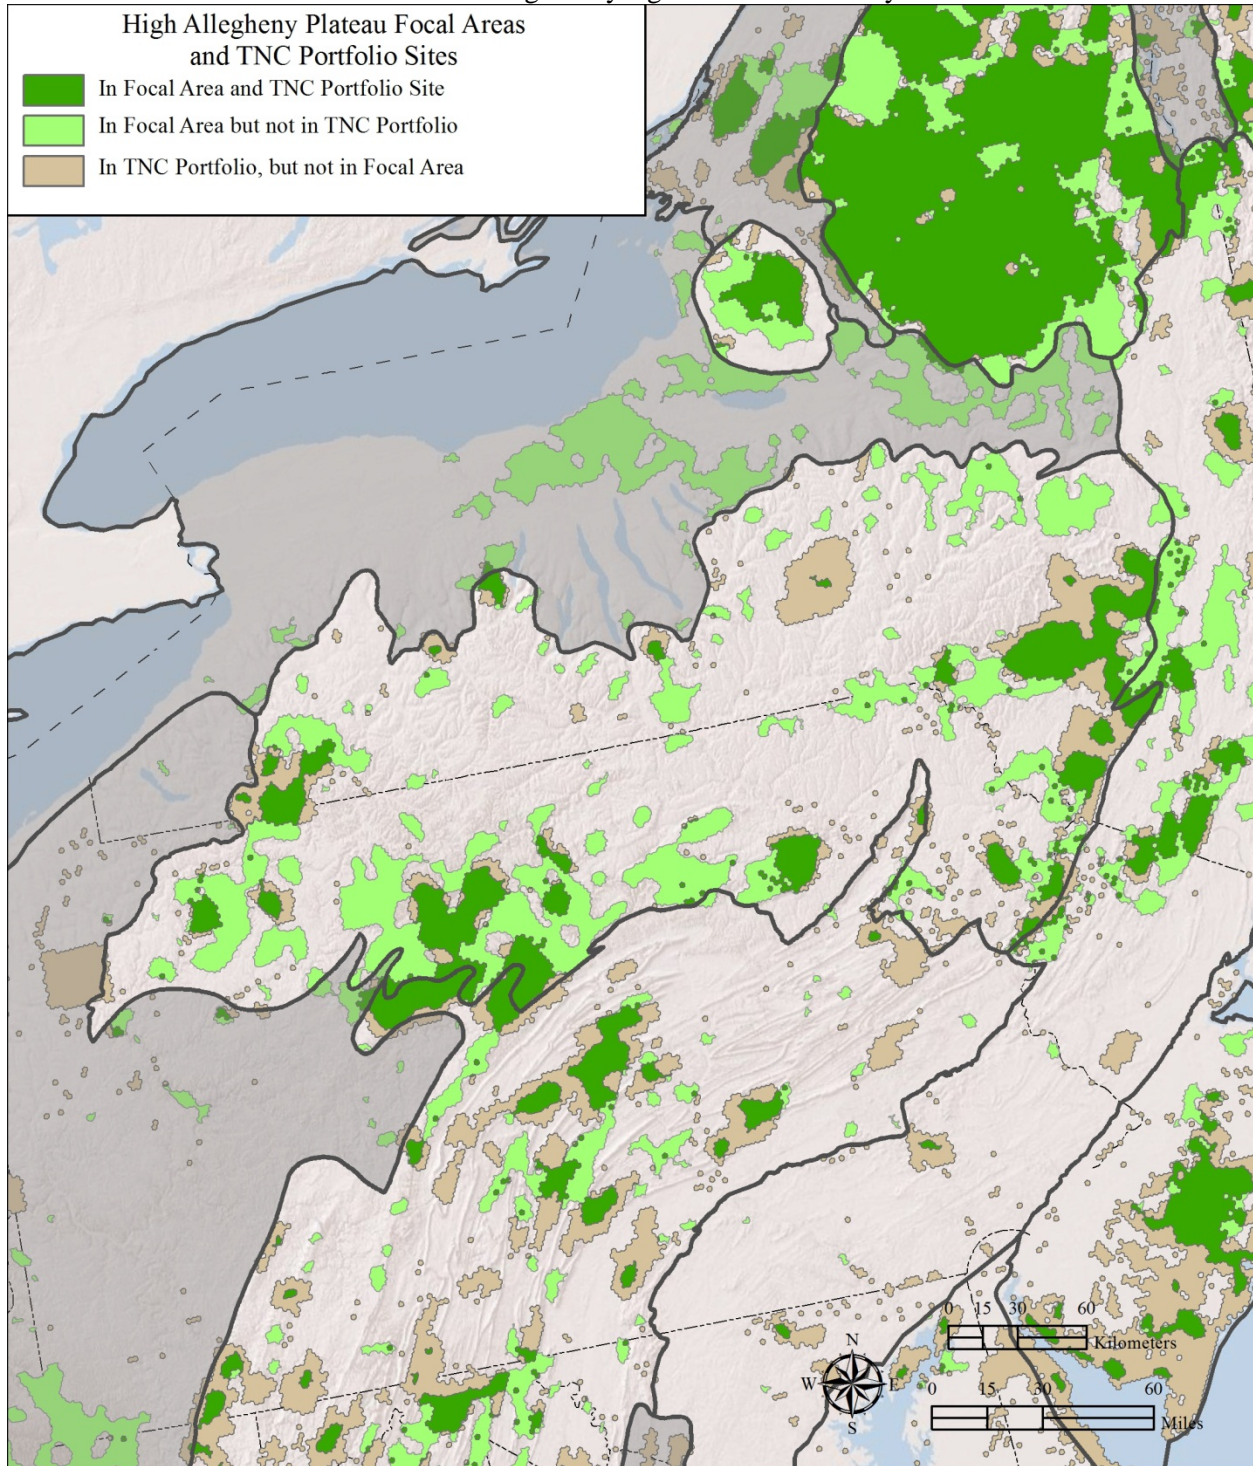 High Allegheny Plateau Focal Areas
and TNC Portfolio Sites
In Focal Area and TNC Portfolio Site
In Focal Area but not in TNC Portfolio
In TNC Portfolio, but not in Focal Area
0 15 30 60
Kilometers
N
W E
S
0 15 30 60
Miles